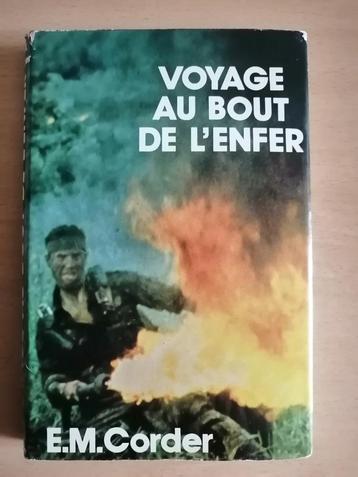 VOYAGE
AU BOUT
DE L'ENFER
E.M.Corder